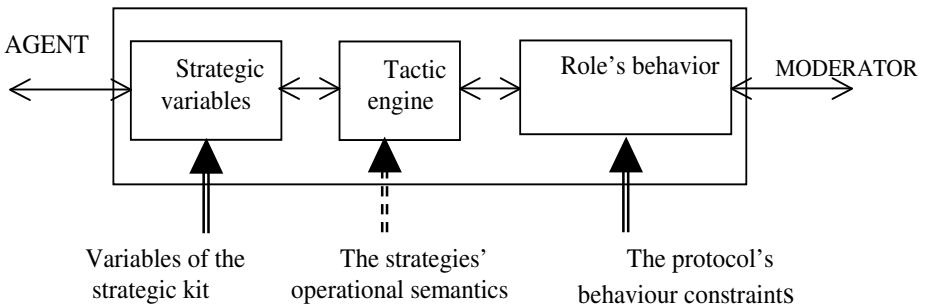 AGENT
Strategic
variables
Tactic
engine
Role's behavior
MODERATOR
Variables of the
strategic kit
The strategies'
operational semantics
The protocol's
behaviour constraints